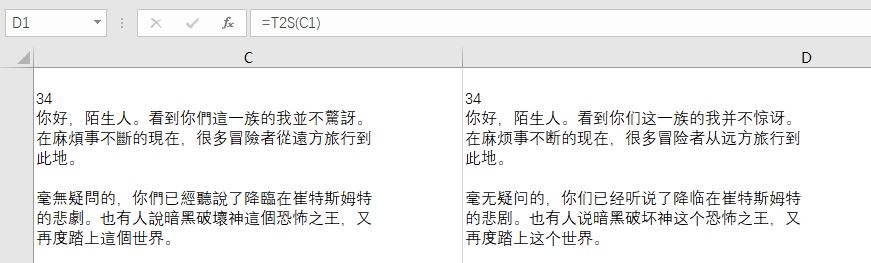 D1
fx
=T2S(C1)
C
D
34
你好，陌生人。看到你們這一族的我並不驚訝。
在麻煩事不斷的現在，很多冒險者從遠方旅行到
此地。
毫無疑問的，你們已經聽說了降臨在崔特斯姆特
的悲劇。也有人說暗黑破壞神這個恐怖之王，又
再度踏上這個世界。
34
你好，陌生人。看到你们这一族的我并不惊讶。
在麻烦事不断的现在，很多冒险者从远方旅行到
此地。
毫无疑问的，你们已经听说了降临在崔特斯姆特
的悲剧。也有人说暗黑破坏神这个恐怖之王，又
再度踏上这个世界。